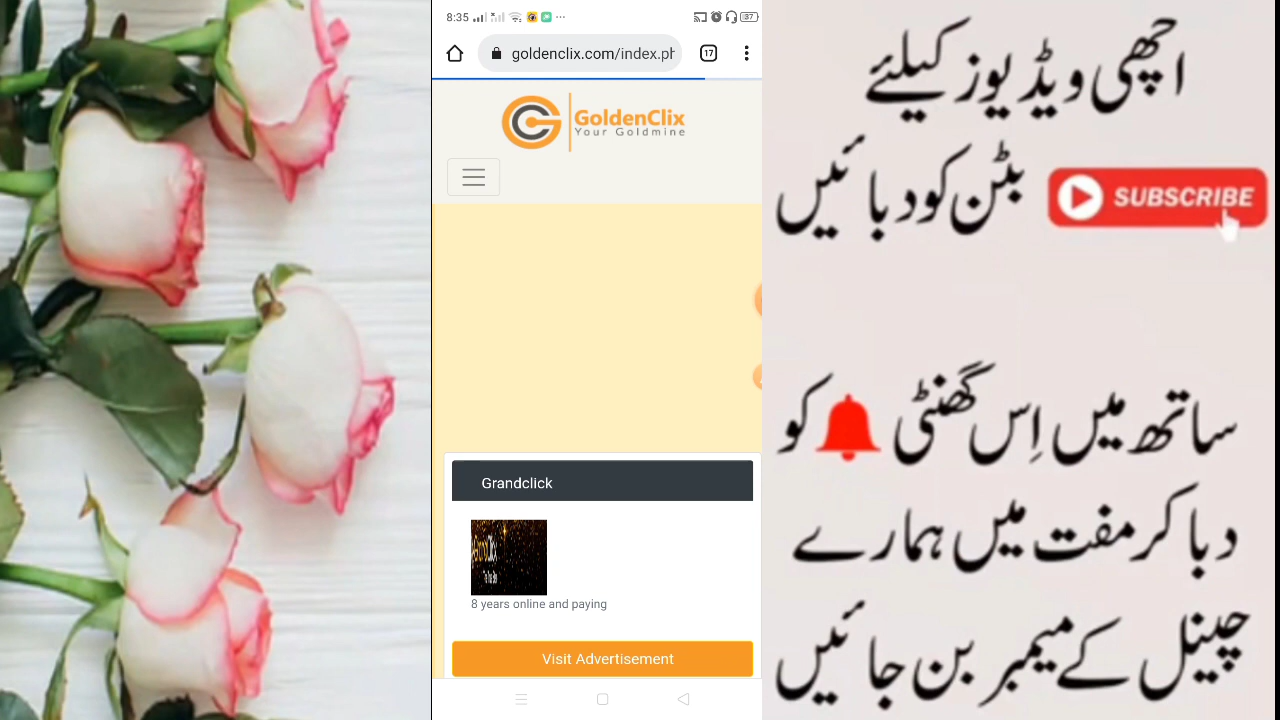 8:35
37
goldenclix.com/index.ph
17
GoldenClix
Your Goldmine
Grandclick
8 years online and paying
Visit Advertisement
اچھی ویڈیوز کیلئے
بٹن کو دبائیں
SUBSCRIBE
ساتھ میں اِس گھنٹی کو
دبا کر مفت میں ہمارے
چینل کے میمبر بن جائیں